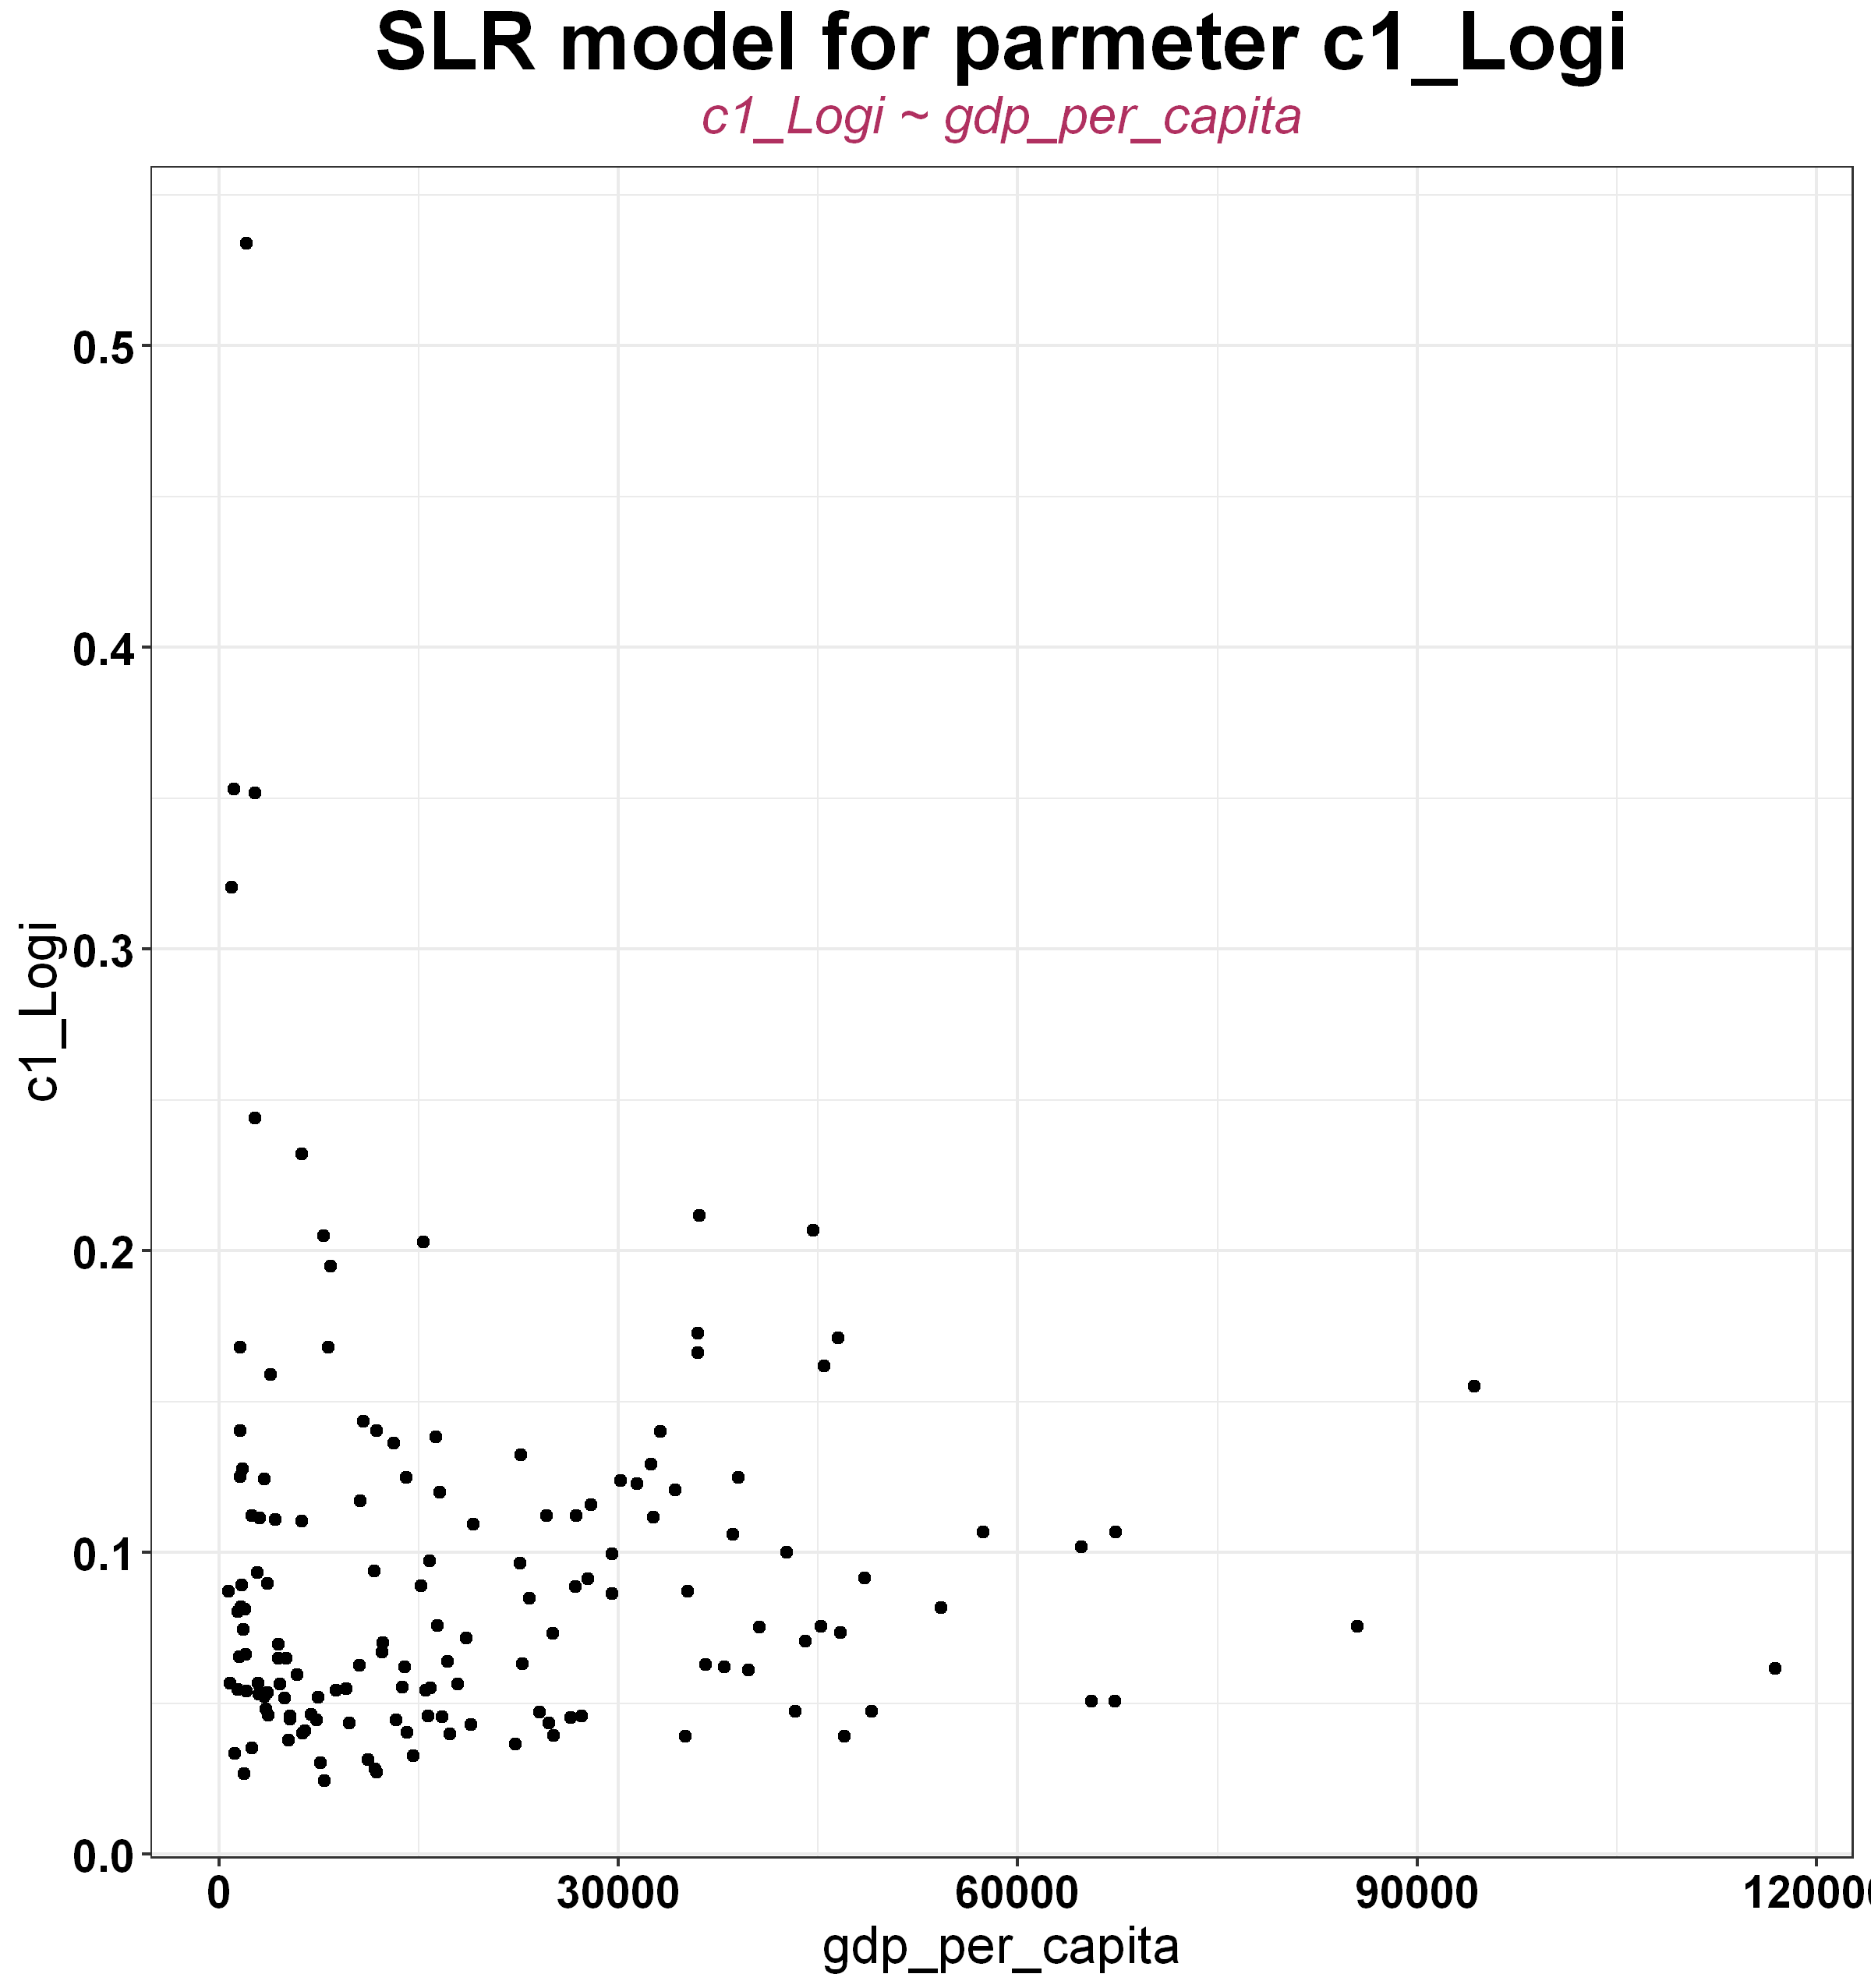 SLR model for parmeter c1_Logi
c1_Logi ~ gdp_per_capita
c1_Logi
0.5
0.4
0.3
0.2
0.1
0.0
0
30000
60000
90000
120000
gdp_per_capita